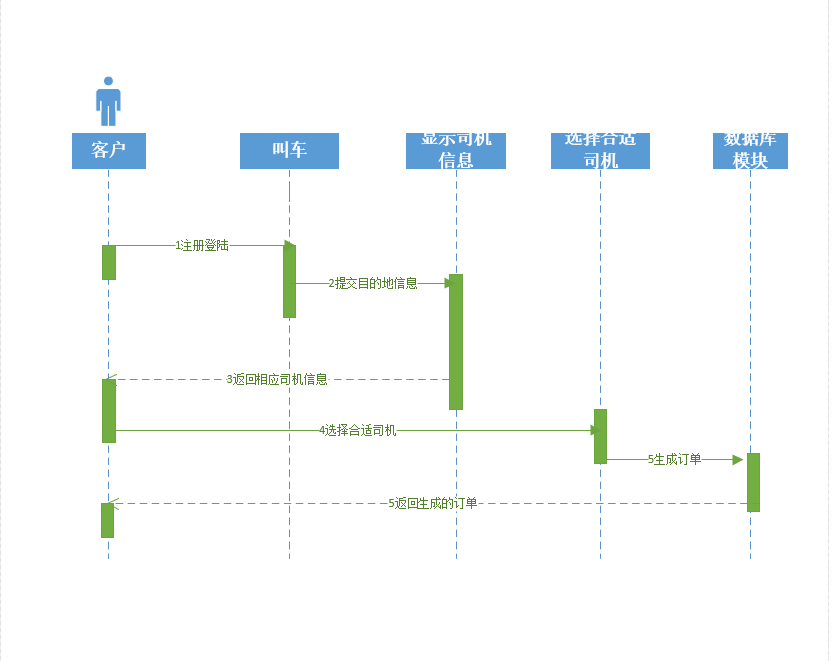 客户
叫车
显示司机
信息
选择合适
司机
数据库
模块
1注册登陆
2提交目的地信息
3返回相应司机信息
4选择合适司机
5生成订单
5返回生成的订单